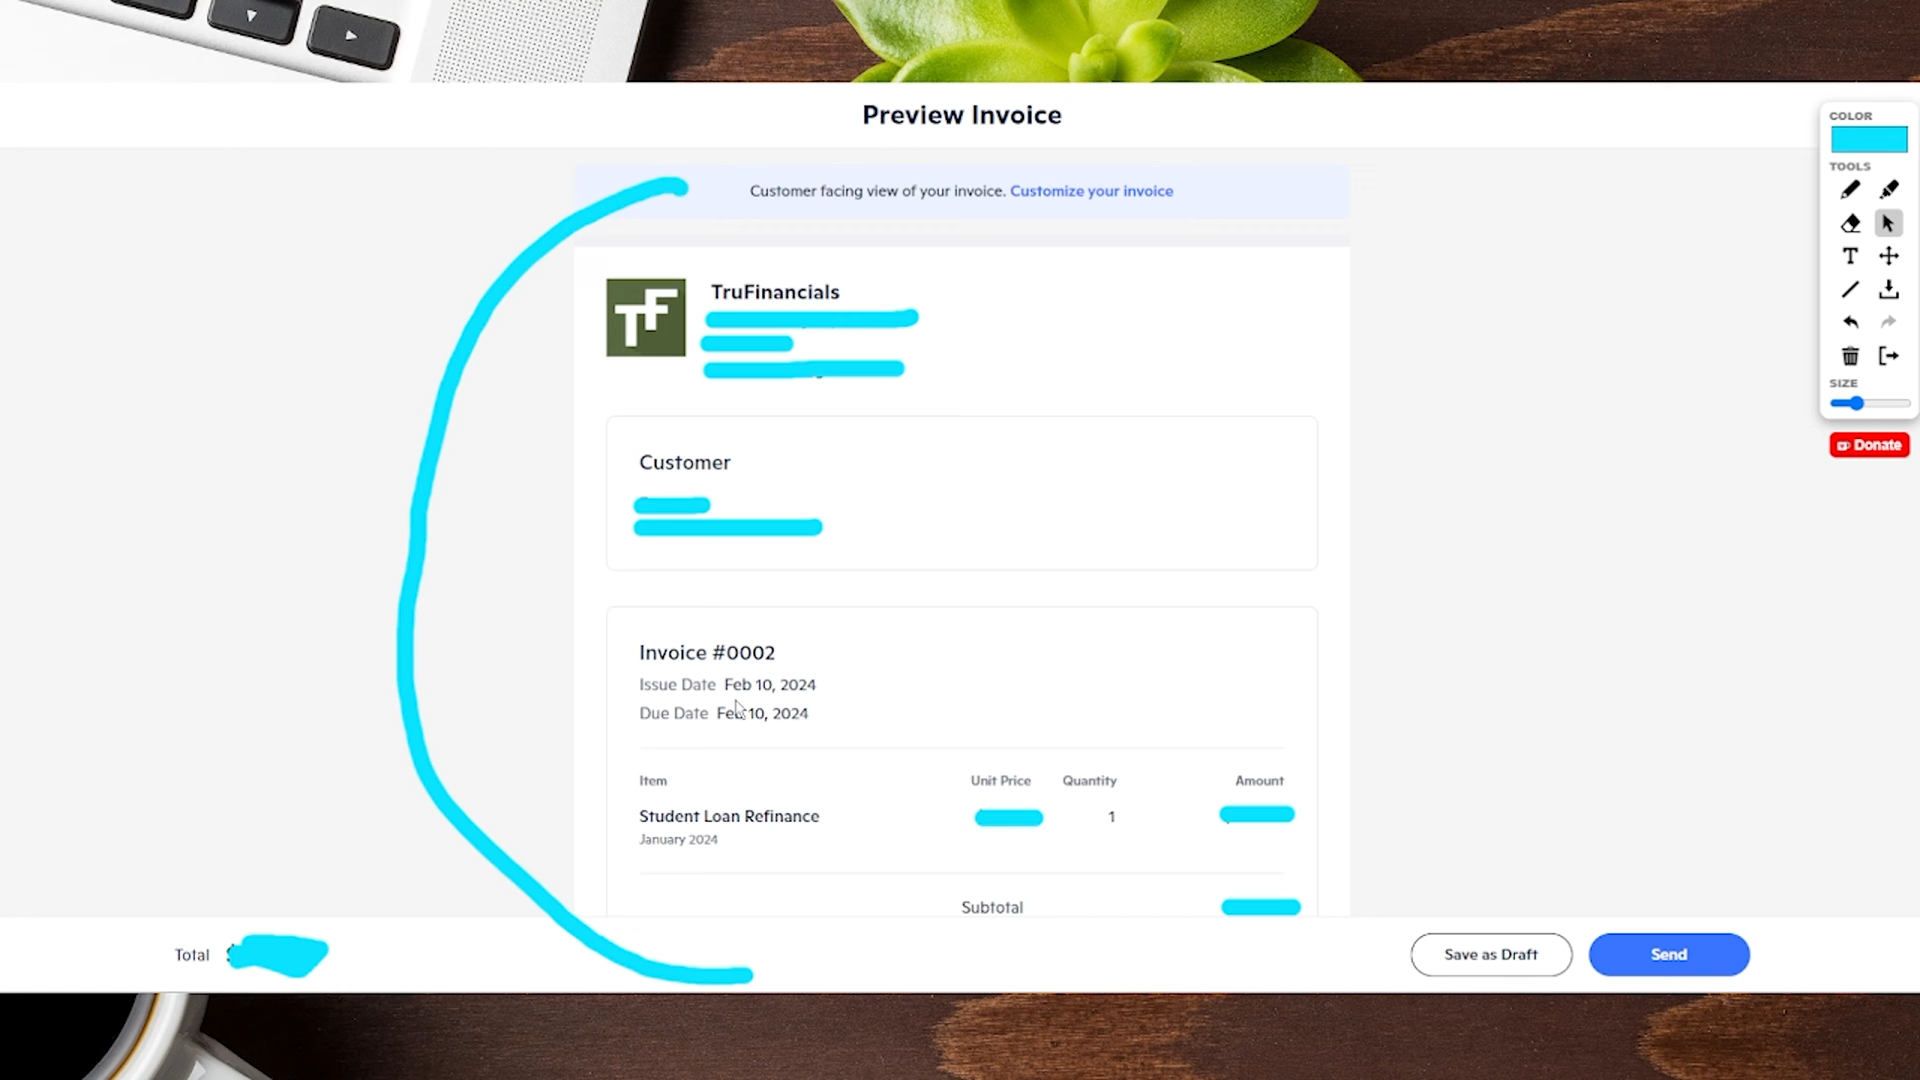 Preview Invoice
Customer facing view of your invoice. Customize your invoice
TF
TruFinancials
Customer
Invoice #0002
Issue Date Feb 10, 2024
Due Date Feb 10, 2024
Item Unit Price Quantity Amount
Student Loan Refinance 1
January 2024
Subtotal
Total
Save as Draft
Send
COLOR
TOOLS
T
SIZE
Donate